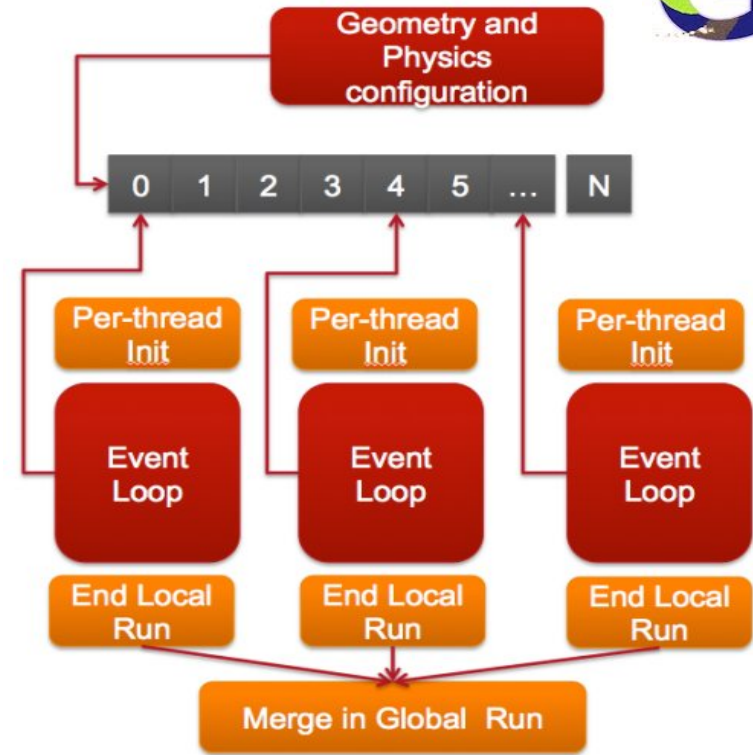 Geometry and
Physics
configuration
0 1 2 3 4 5 ... N
Per-thread
Init
Per-thread
Init
Per-thread
Init
Event
Loop
Event
Loop
Event
Loop
End Local
Run
End Local
Run
End Local
Run
Merge in Global Run